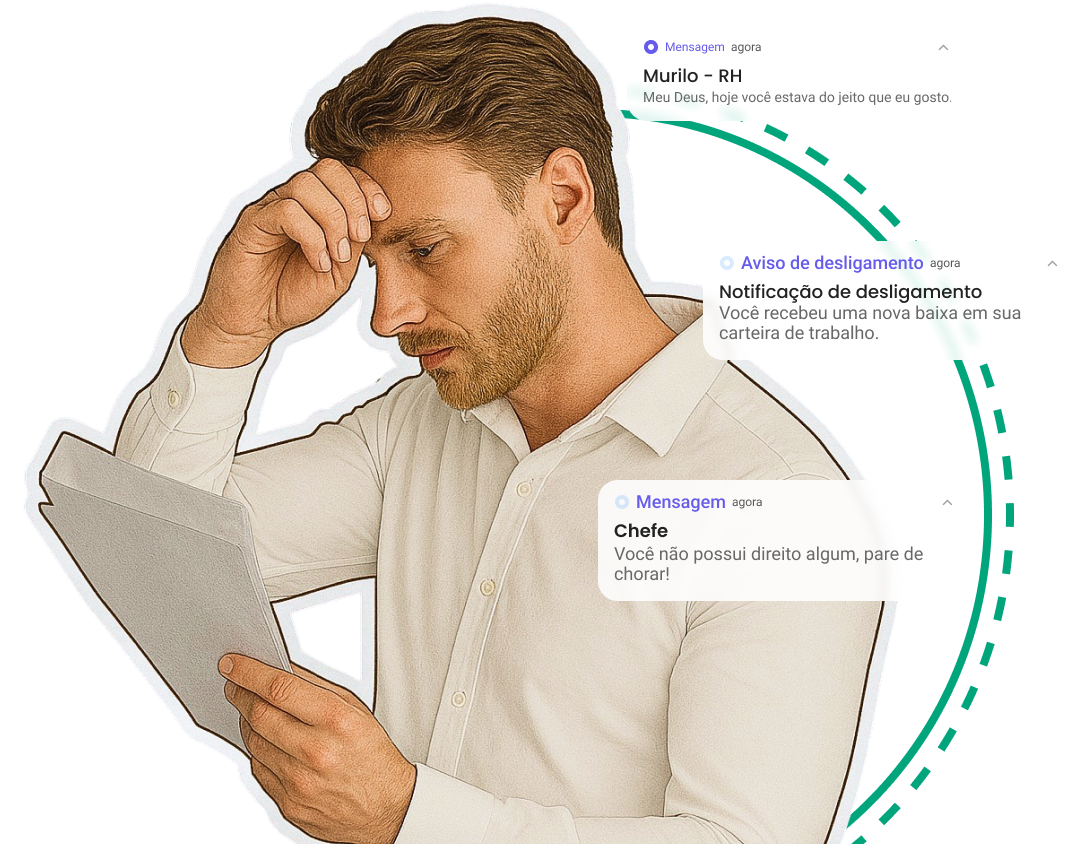 Mensagem agora
Murilo - RH
Meu Deus, hoje você estava do jeito que eu gosto.
Aviso de desligamento agora
Notificação de desligamento
Você recebeu uma nova baixa em sua
carteira de trabalho.
Mensagem agora
Chefe
Você não possui direito algum, pare de
chorar!